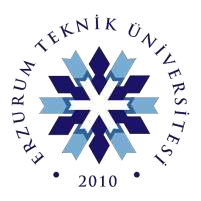 ERZURUM TEKNİK ÜNİVERSİTESİ
• 2010 •